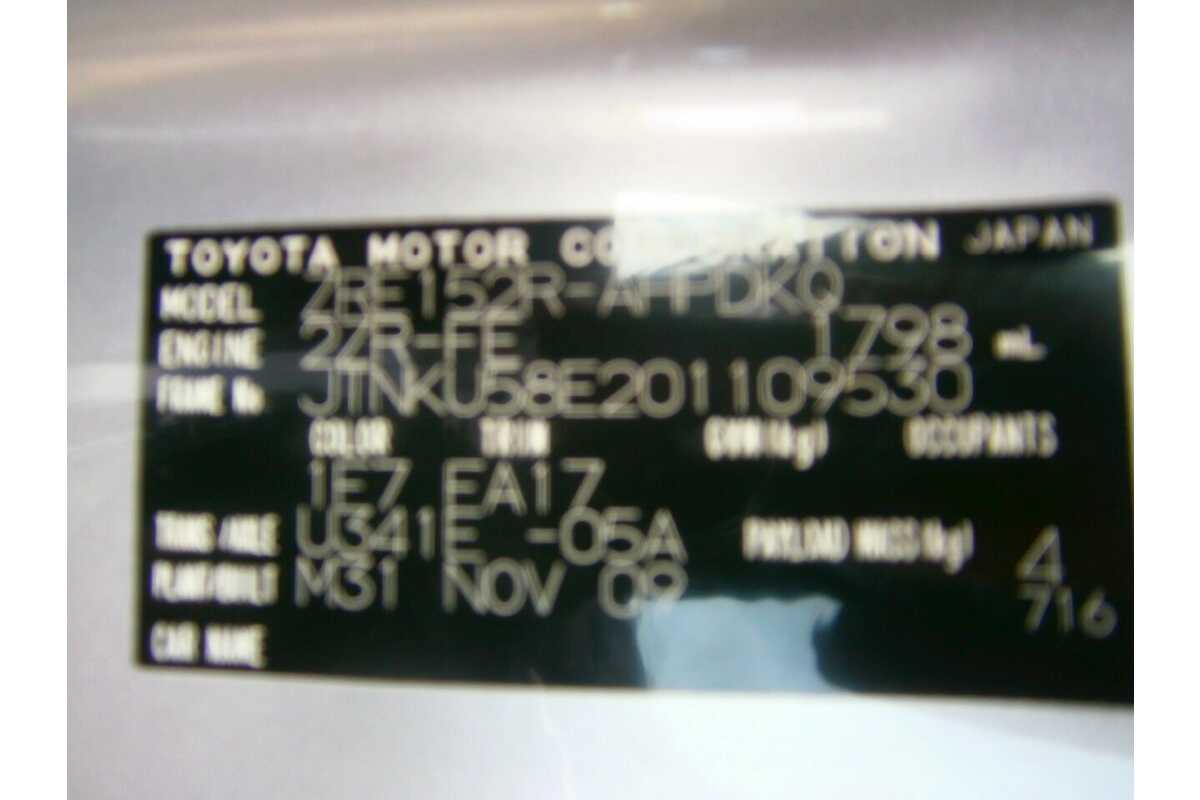 TOYOTA MOTOR CORPORATION JAPAN
MODEL ZRE152R-AHPDKQ
ENGINE 2ZR-FE 1798 mL
FRAME No. JTNKU58E201109530
COLOR TRIM GVM(kg) OCCUPANTS
1E7 EA17
TRANS/AXLE U341E -05A PAYLOAD MASS(kg) 4
PLANT/BUILT M31 NOV 09 716
CAR NAME